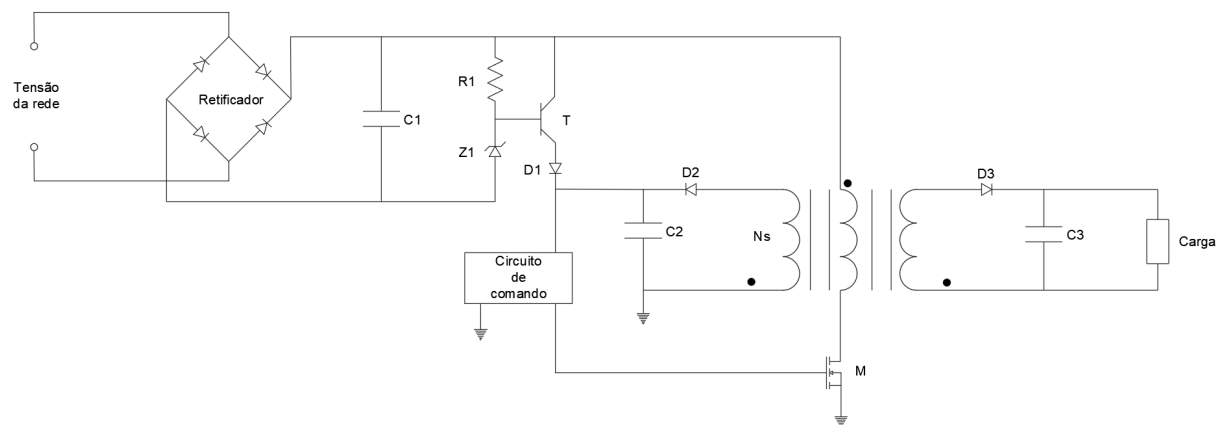 Tensão
da rede
Retificador
C1
R1
Z1
T
D1
D2
C2
Ns
D3
C3
Carga
Circuito
de
comando
M